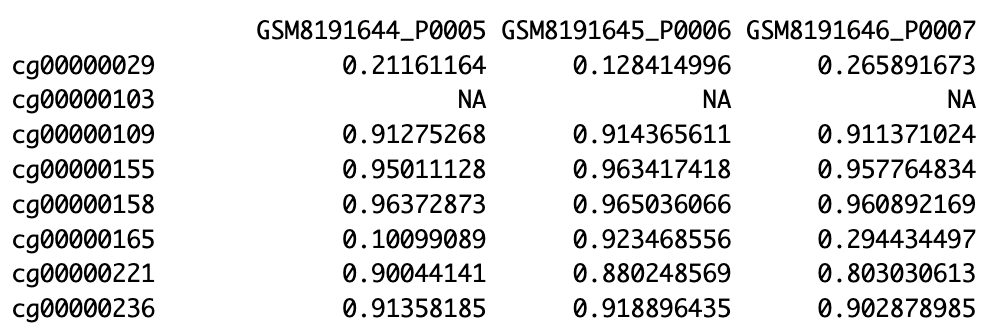 GSM8191644_P0005 GSM8191645_P0006 GSM8191646_P0007
cg00000029 0.21161164 0.128414996 0.265891673
cg00000103 NA NA NA
cg00000109 0.91275268 0.914365611 0.911371024
cg00000155 0.95011128 0.963417418 0.957764834
cg00000158 0.96372873 0.965036066 0.960892169
cg00000165 0.10099089 0.923468556 0.294434497
cg00000221 0.90044141 0.880248569 0.803030613
cg00000236 0.91358185 0.918896435 0.902878985